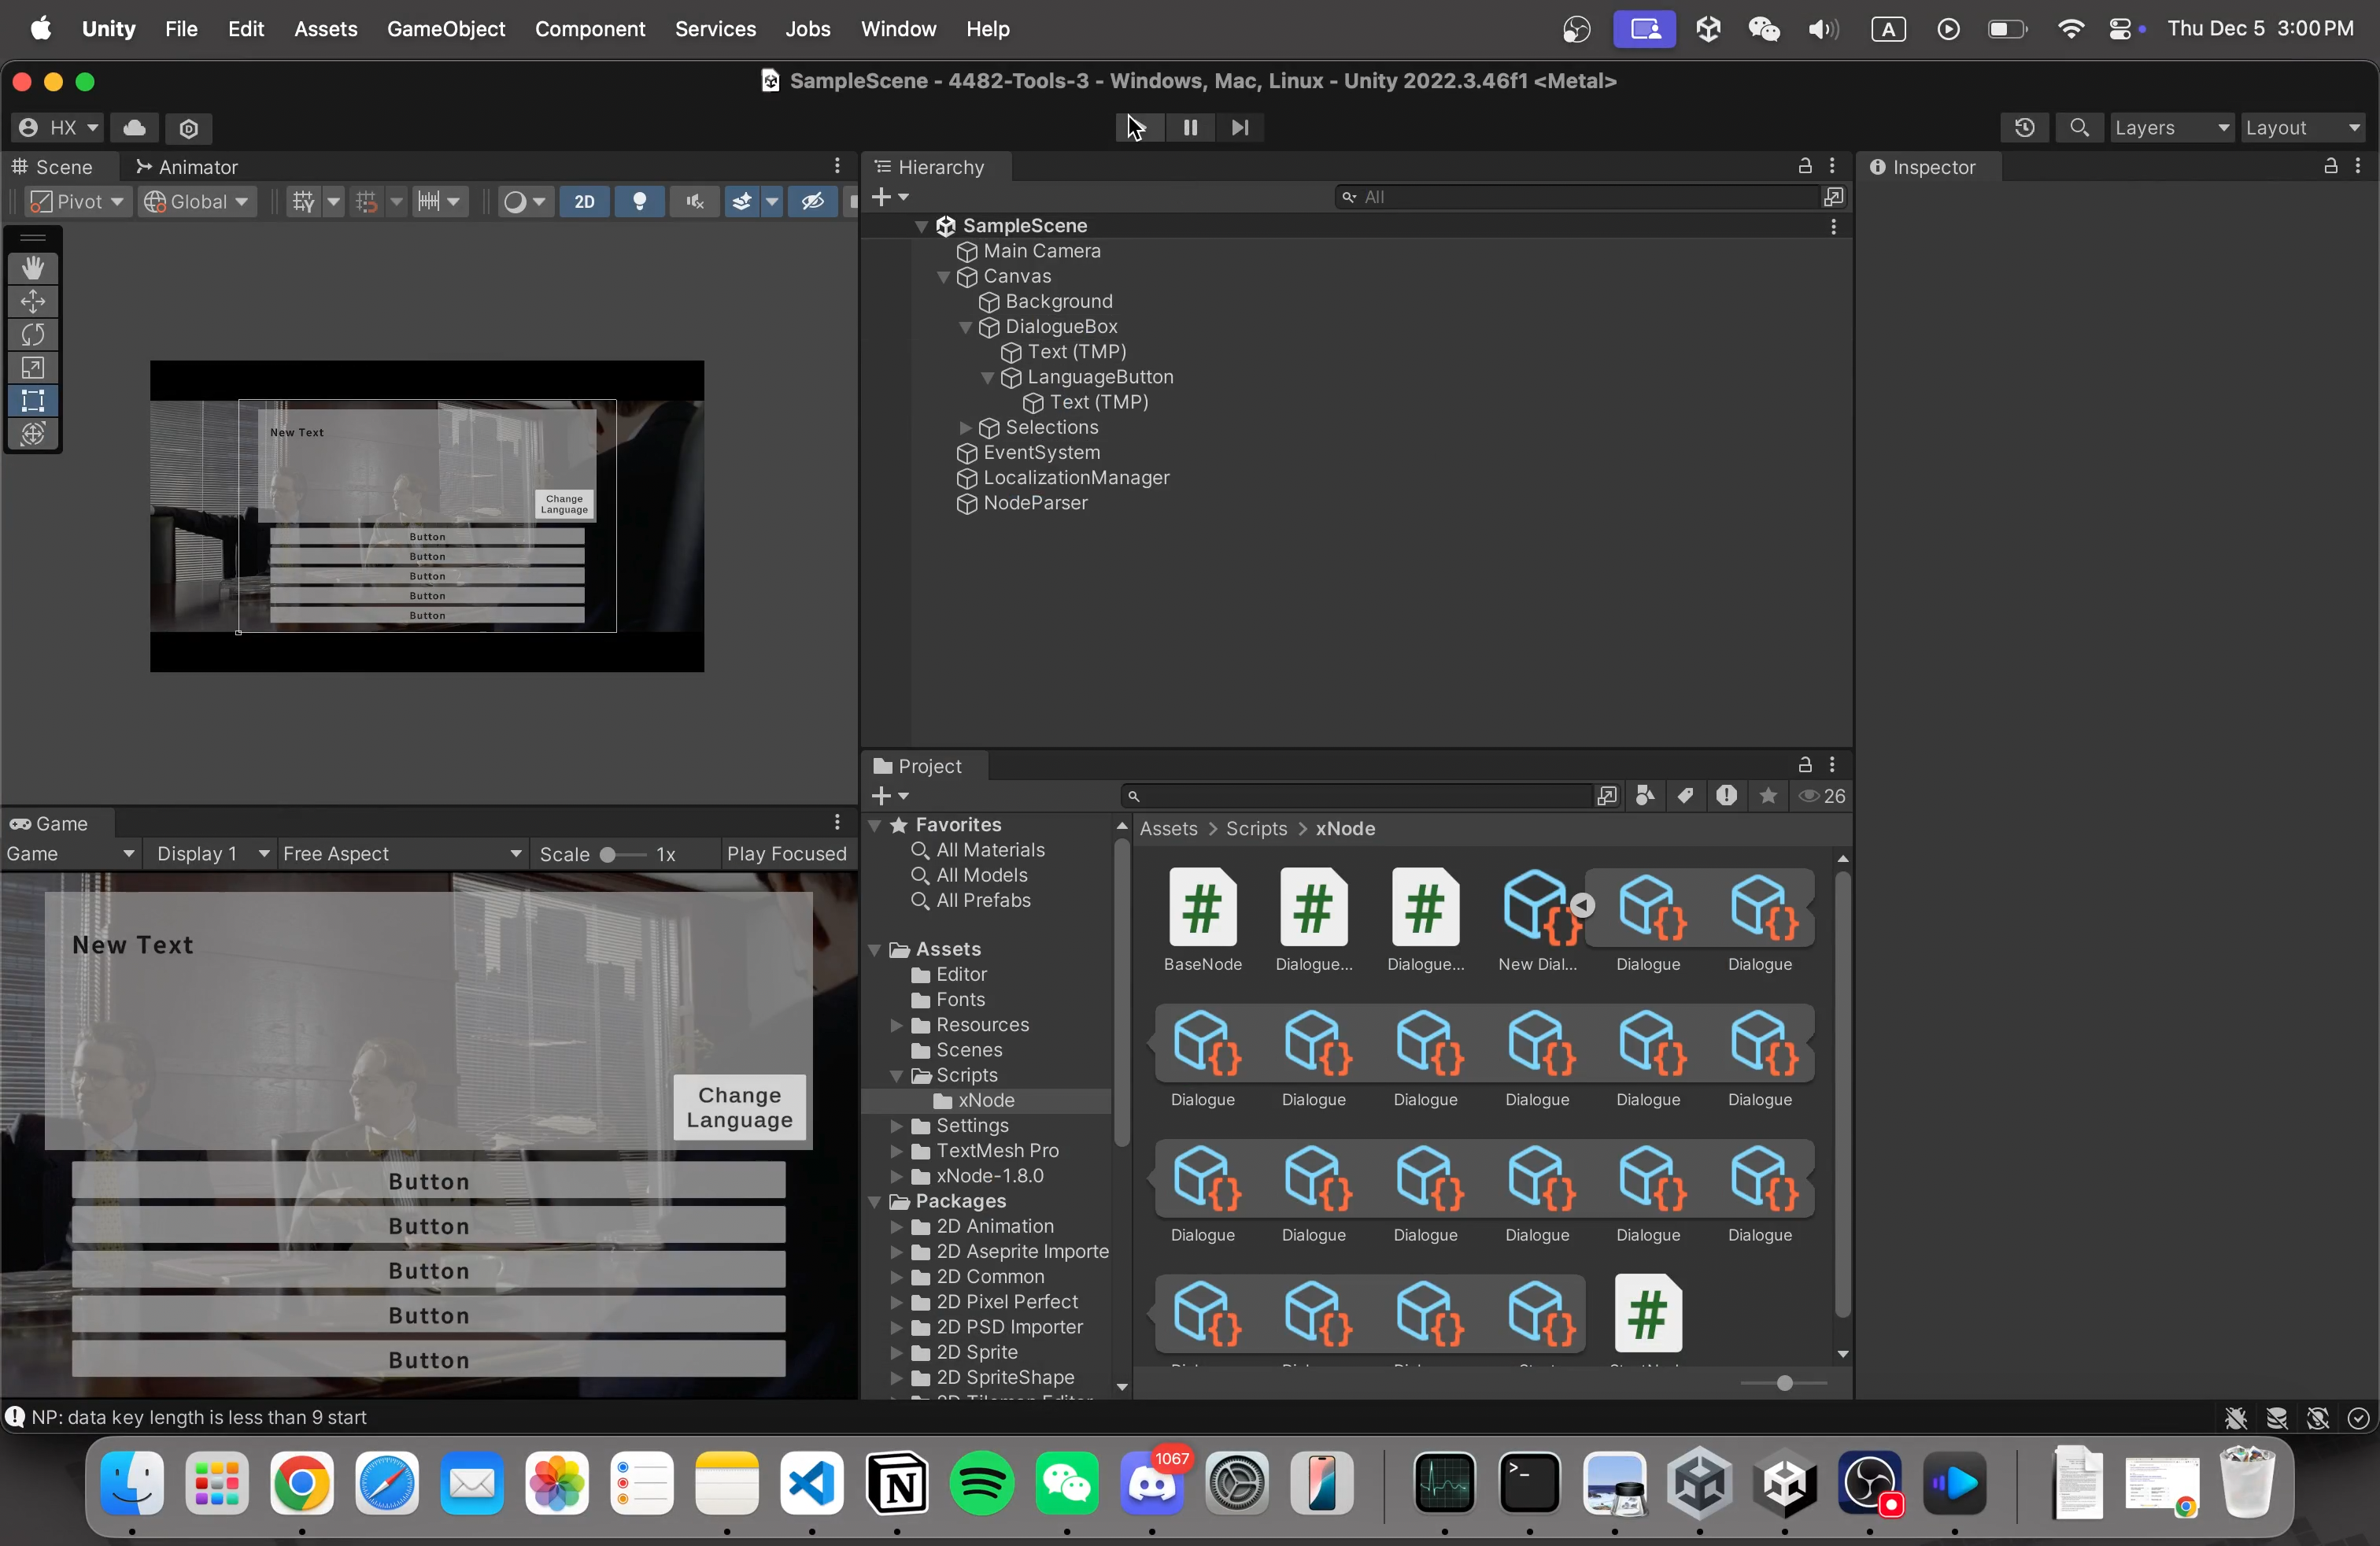 Unity File Edit Assets GameObject Component Services Jobs Window Help A Thu Dec 5 3:00 PM
SampleScene - 4482-Tools-3 - Windows, Mac, Linux - Unity 2022.3.46f1 <Metal>
HX Layers Layout
Scene Animator
Pivot Global 2D
New Text
Change
Language
Button
Button
Button
Button
Button
Hierarchy
All
SampleScene
Main Camera
Canvas
Background
DialogueBox
Text (TMP)
LanguageButton
Text (TMP)
Selections
EventSystem
LocalizationManager
NodeParser
Inspector
Game
Game Display 1 Free Aspect Scale 1x Play Focused
New Text
Change
Language
Button
Button
Button
Button
Button
Project
26
Favorites
All Materials
All Models
All Prefabs
Assets
Editor
Fonts
Resources
Scenes
Scripts
xNode
Settings
TextMesh Pro
xNode-1.8.0
Packages
2D Animation
2D Aseprite Importe
2D Common
2D Pixel Perfect
2D PSD Importer
2D Sprite
2D SpriteShape
Assets > Scripts > xNode
BaseNode Dialogue... Dialogue... New Dial... Dialogue Dialogue
Dialogue Dialogue Dialogue Dialogue Dialogue Dialogue
Dialogue Dialogue Dialogue Dialogue Dialogue Dialogue
NP: data key length is less than 9 start
1067